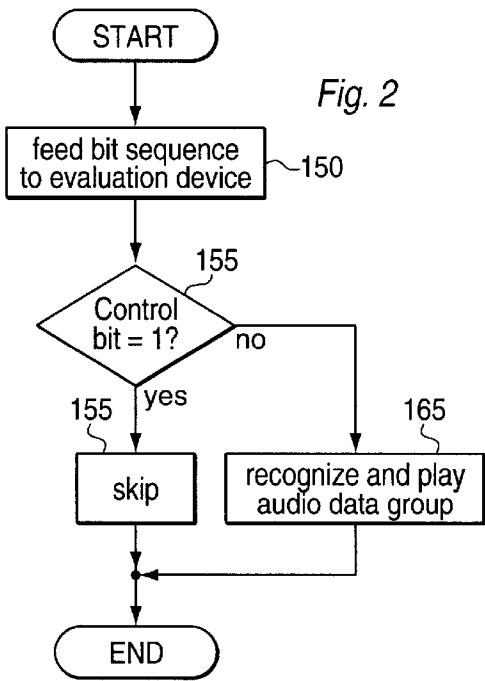 START
Fig. 2
feed bit sequence
to evaluation device
150
155
Control
bit = 1?
no
yes
155
165
skip
recognize and play
audio data group
END